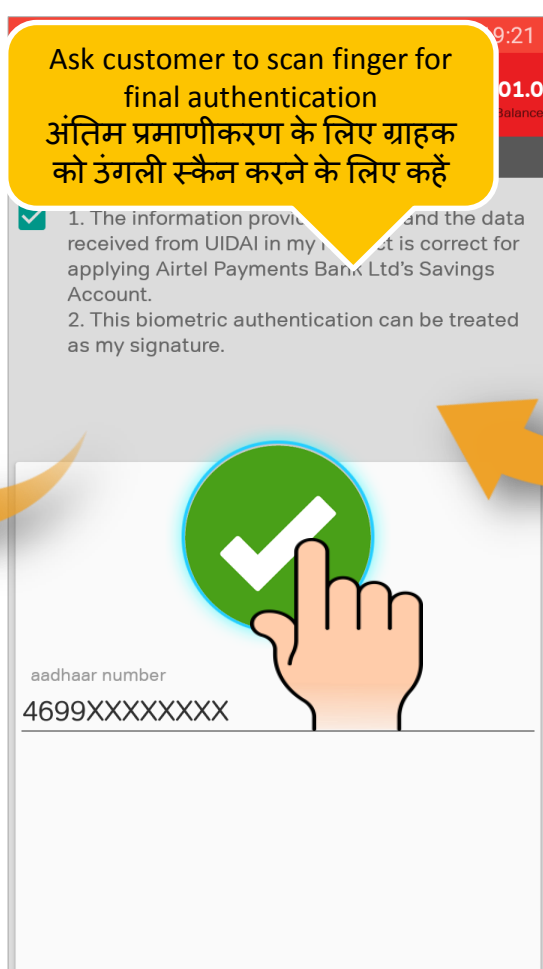 9:21
Ask customer to scan finger for
final authentication
अंतिम प्रमाणीकरण के लिए ग्राहक
को उंगली स्कैन करने के लिए कहें
01.0
Balance
1. The information and the data
received from UIDAI in my is correct for
applying Airtel Payments Bank Ltd's Savings
Account.
2. This biometric authentication can be treated
as my signature.
aadhaar number
4699XXXXXXXX